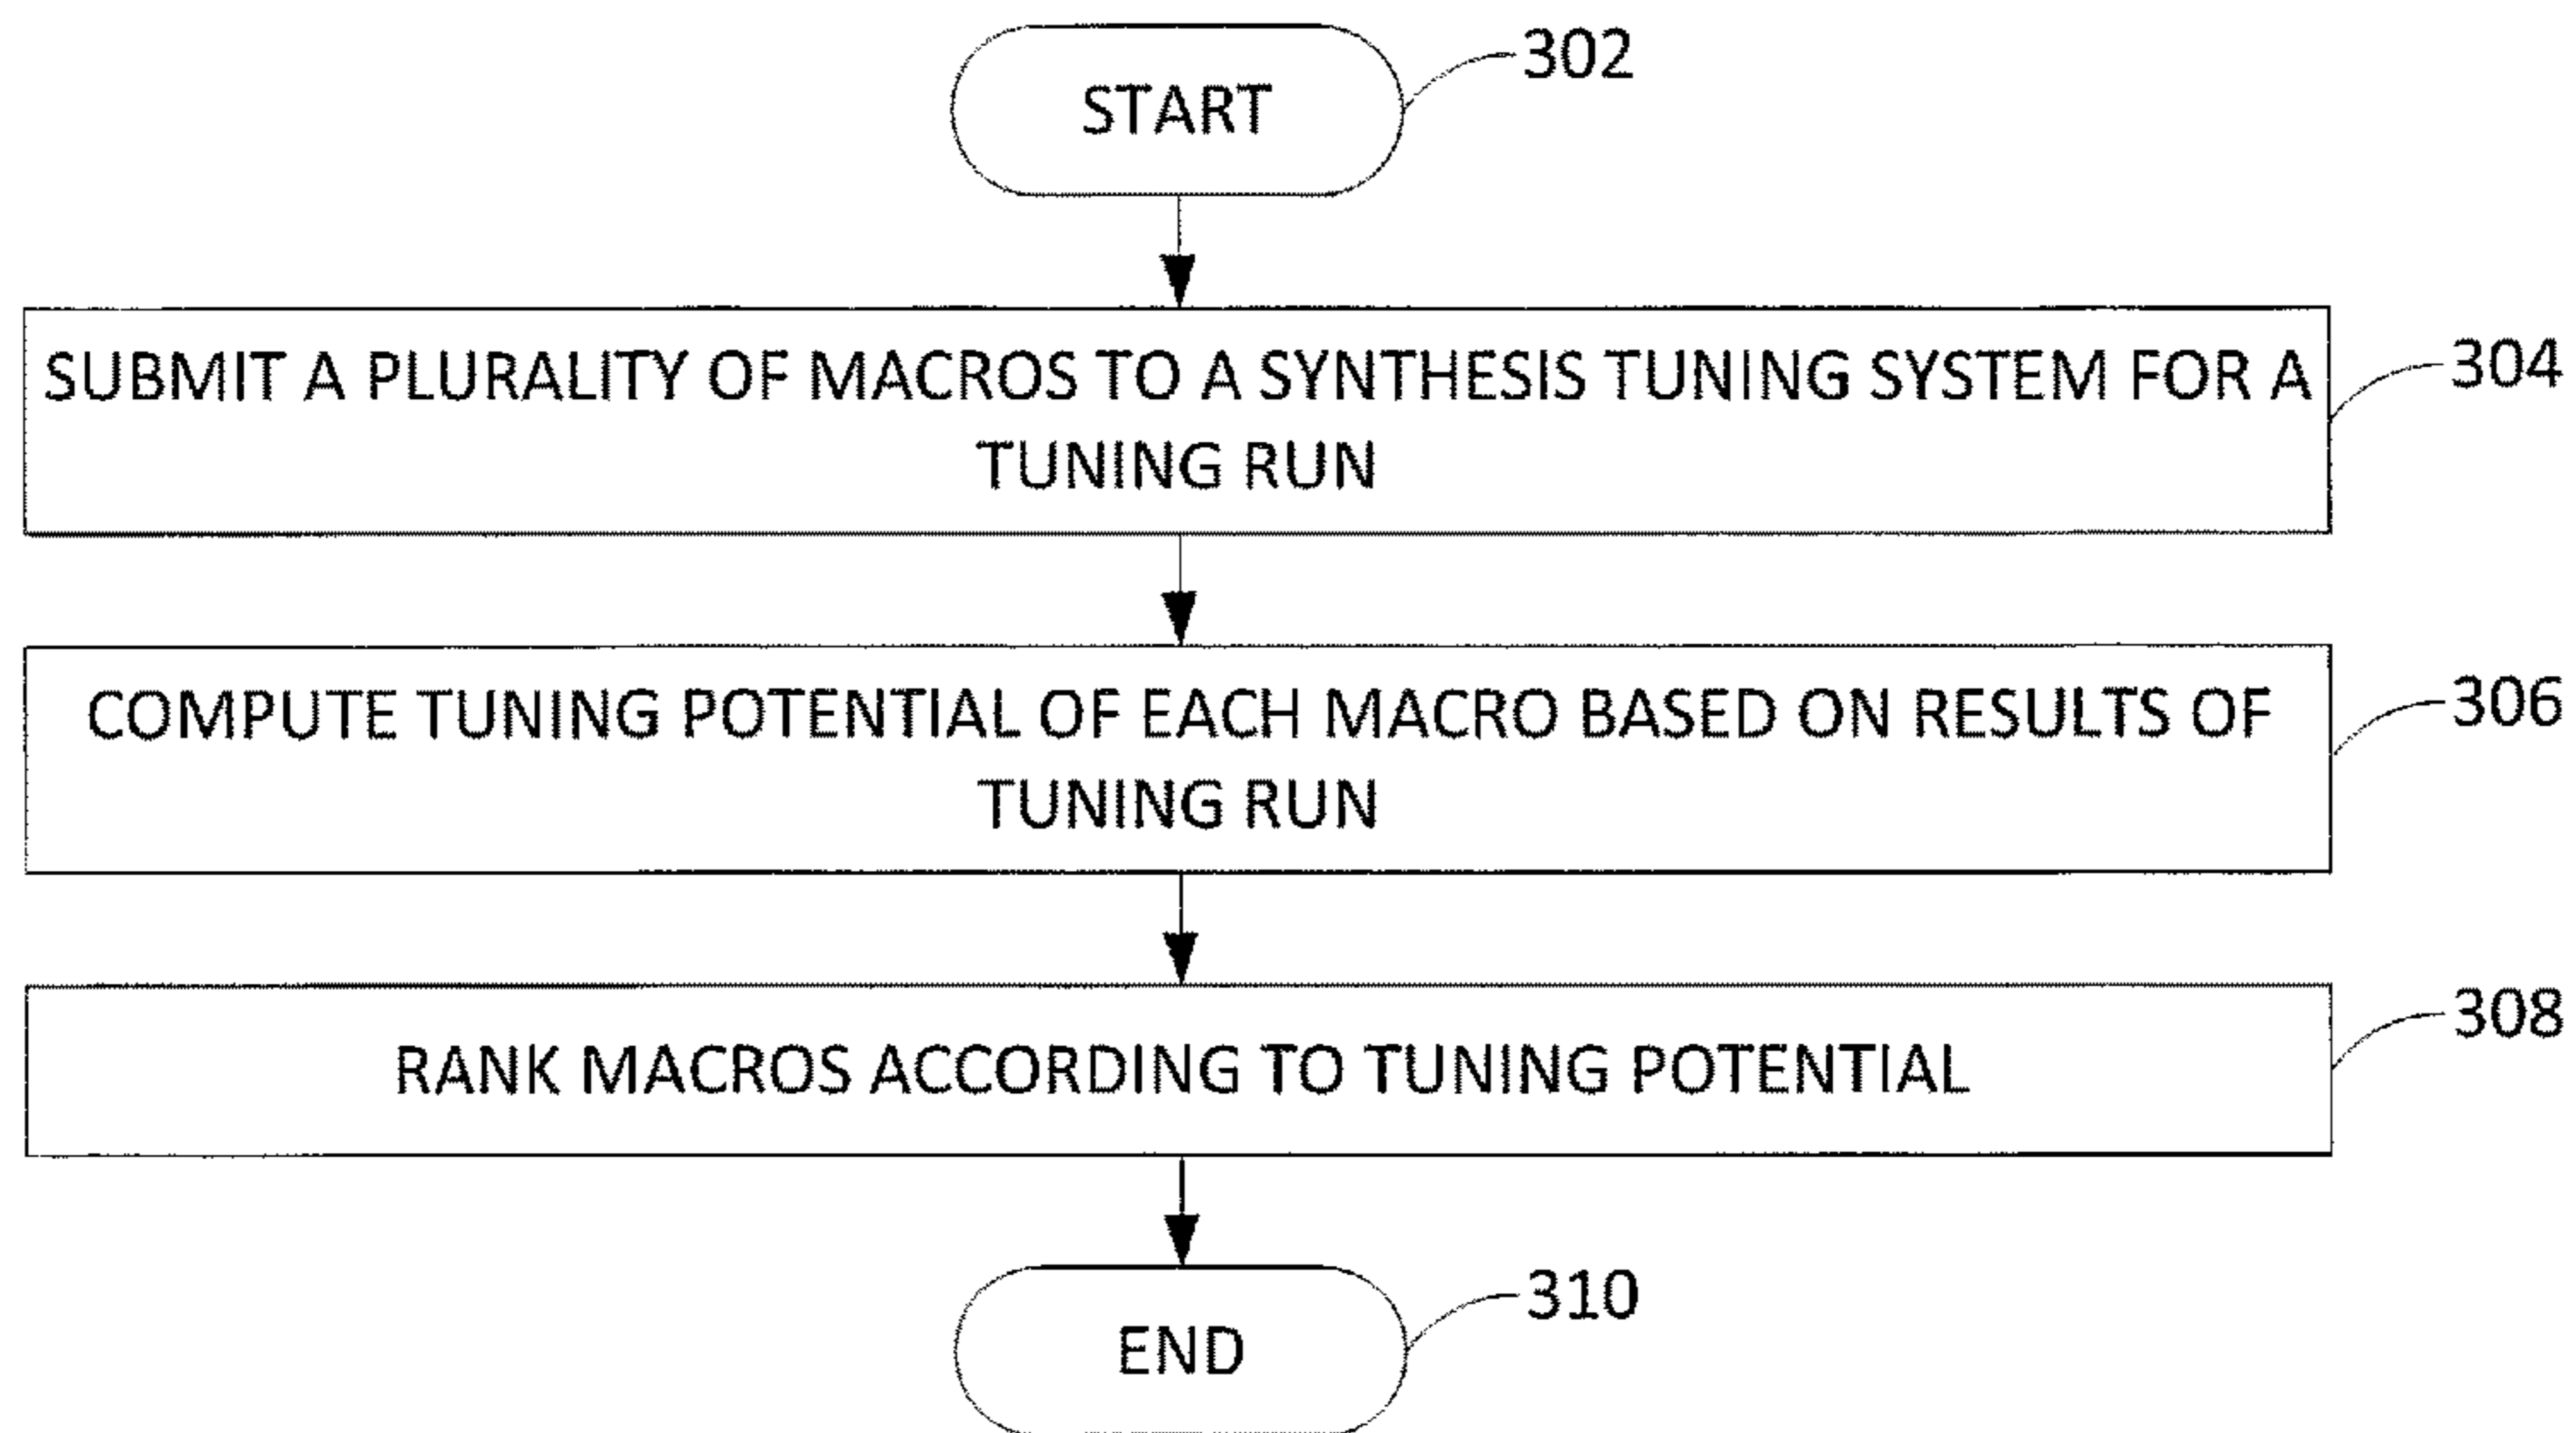 START
302
SUBMIT A PLURALITY OF MACROS TO A SYNTHESIS TUNING SYSTEM FOR A
TUNING RUN
304
COMPUTE TUNING POTENTIAL OF EACH MACRO BASED ON RESULTS OF
TUNING RUN
306
RANK MACROS ACCORDING TO TUNING POTENTIAL
308
END
310